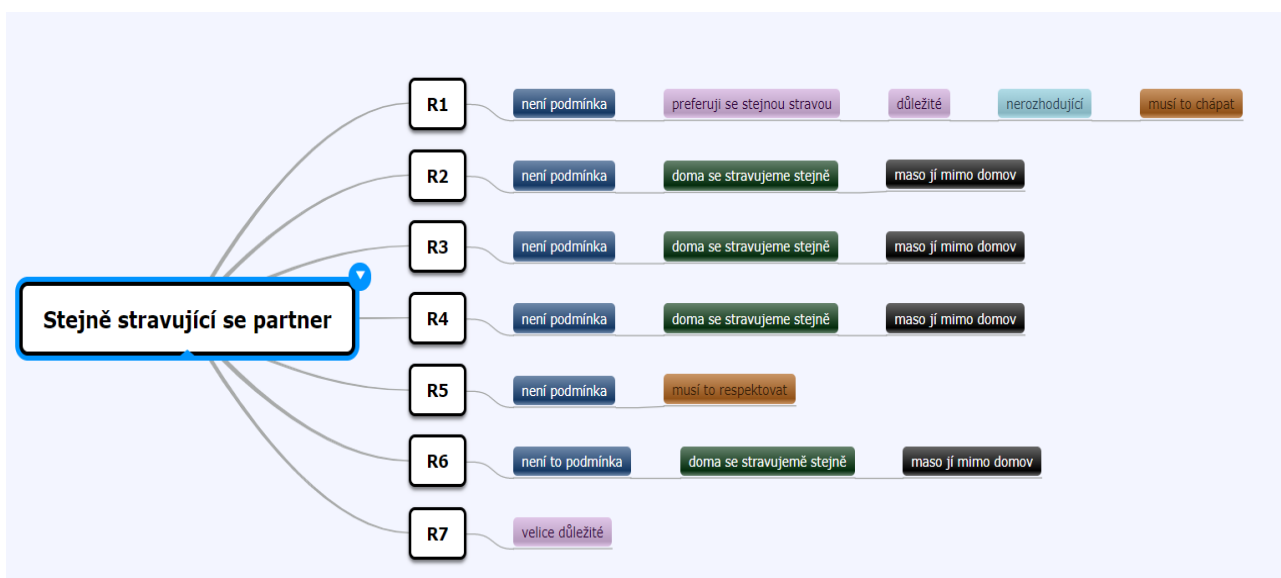 Stejně stravující se partner
R1 není podmínka preferuji se stejnou stravou důležité nerozhodující musí to chápat
R2 není podmínka doma se stravujeme stejně maso jí mimo domov
R3 není podmínka doma se stravujeme stejně maso jí mimo domov
R4 není podmínka doma se stravujeme stejně maso jí mimo domov
R5 není podmínka musí to respektovat
R6 není to podmínka doma se stravujemě stejně maso jí mimo domov
R7 velice důležité